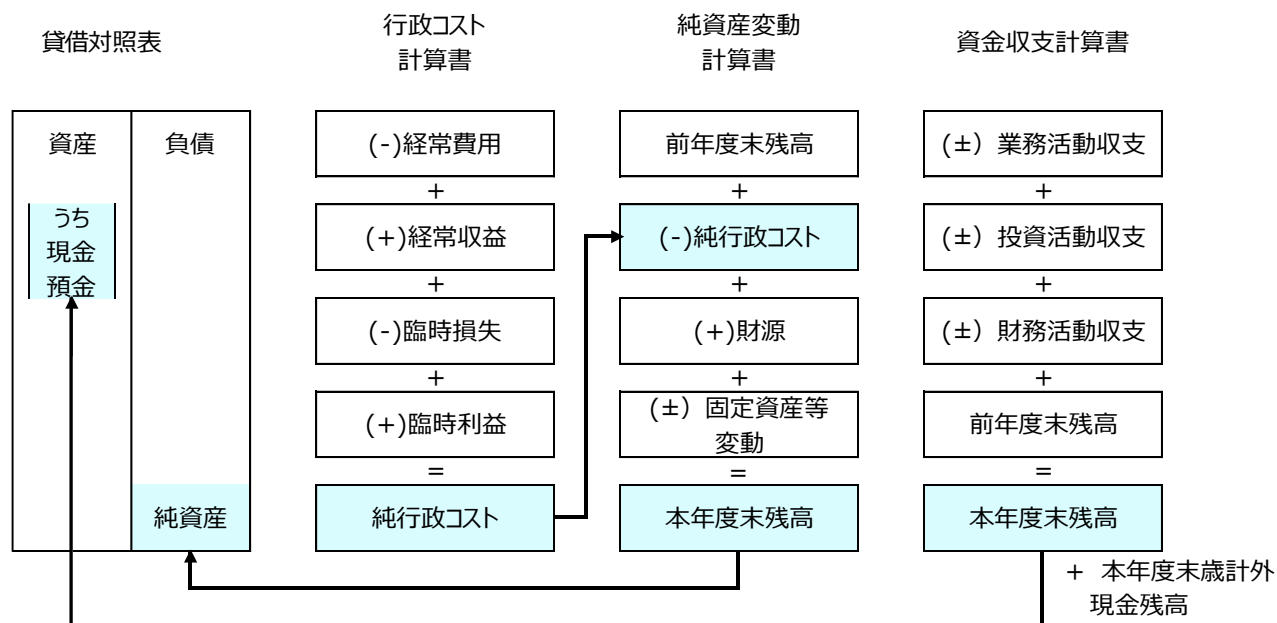 貸借対照表
行政コスト
計算書
純資産変動
計算書
資金収支計算書
資産
負債
うち
現金
預金
純資産
(-)経常費用
+
(+)経常収益
+
(-)臨時損失
+
(+)臨時利益
=
純行政コスト
前年度末残高
+
(-)純行政コスト
+
(+)財源
+
(±)固定資産等
変動
=
本年度末残高
(±)業務活動収支
+
(±)投資活動収支
+
(±)財務活動収支
+
前年度末残高
=
本年度末残高
+ 本年度末歳計外
現金残高